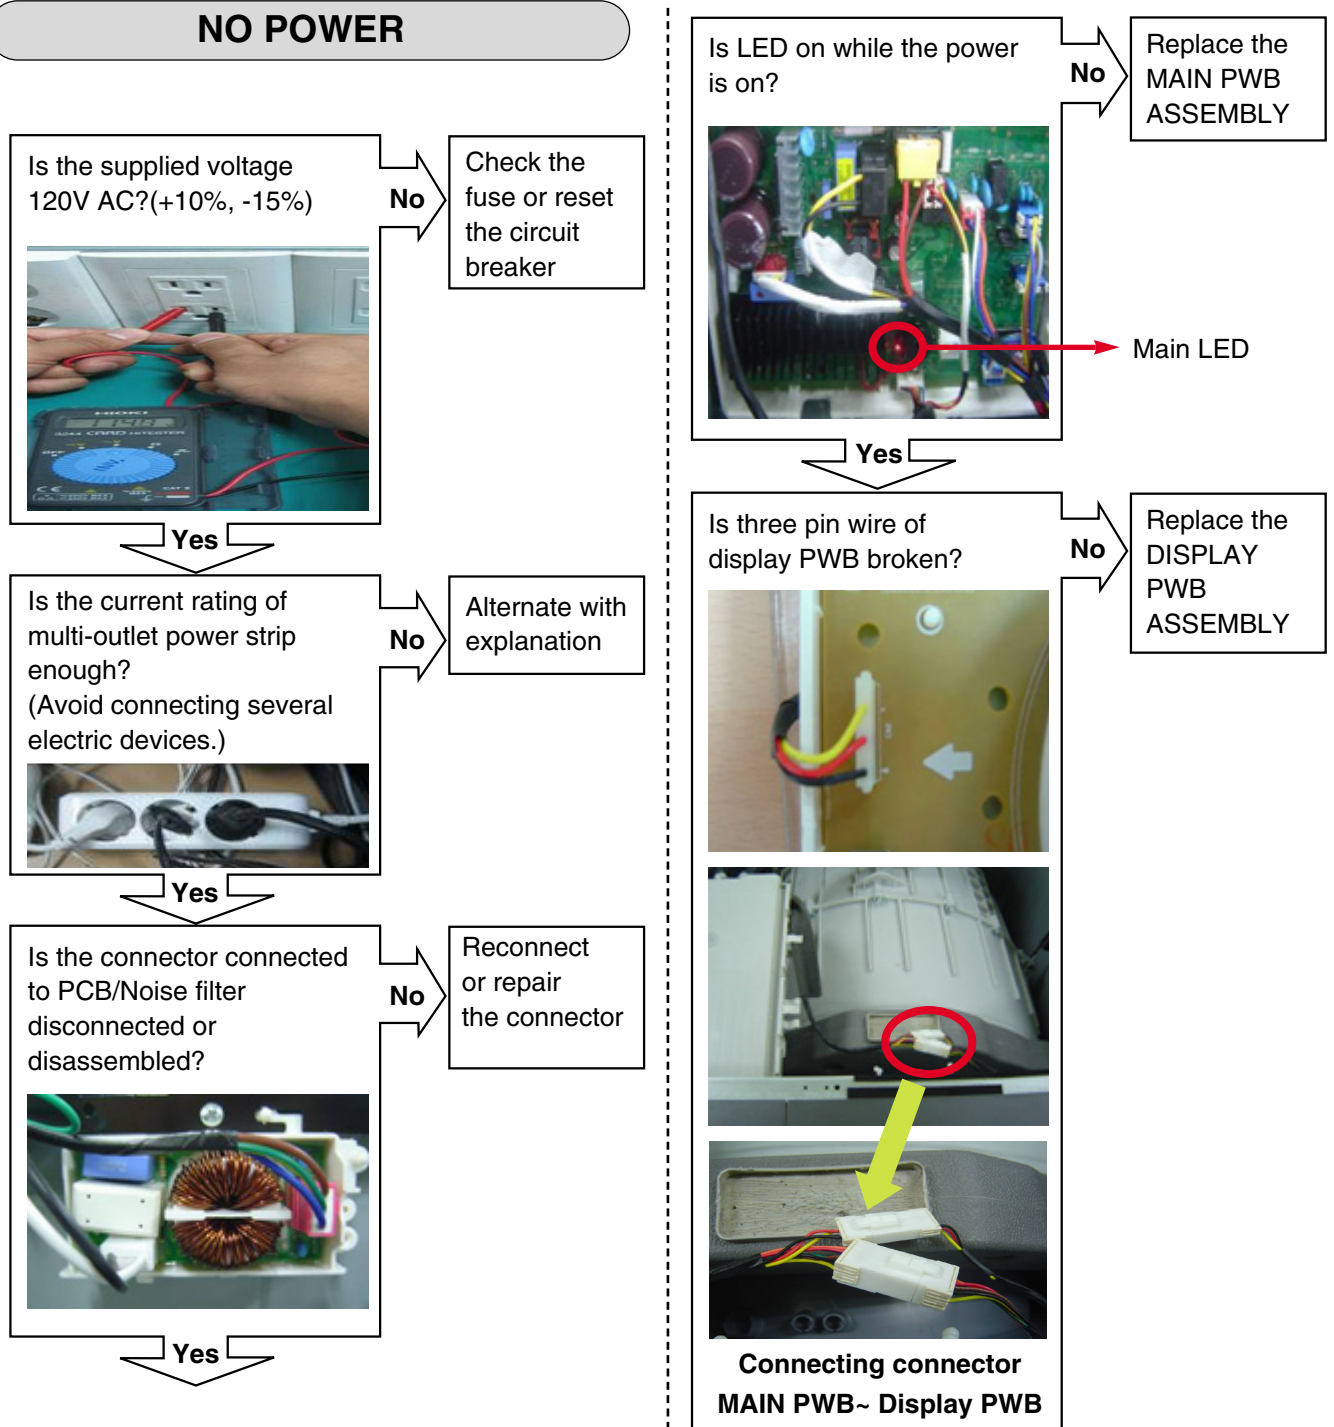 NO POWER
Is the supplied voltage
120V AC?(+10%, -15%)
No
Check the
fuse or reset
the circuit
breaker
HIOKI
3244 CARD HITESTER
OFF
Yes
Is the current rating of
multi-outlet power strip
enough?
(Avoid connecting several
electric devices.)
No
Alternate with
explanation
Yes
Is the connector connected
to PCB/Noise filter
disconnected or
disassembled?
No
Reconnect
or repair
the connector
Yes
Is LED on while the power
is on?
No
Replace the
MAIN PWB
ASSEMBLY
Main LED
Yes
Is three pin wire of
display PWB broken?
No
Replace the
DISPLAY
PWB
ASSEMBLY
Connecting connector
MAIN PWB~ Display PWB